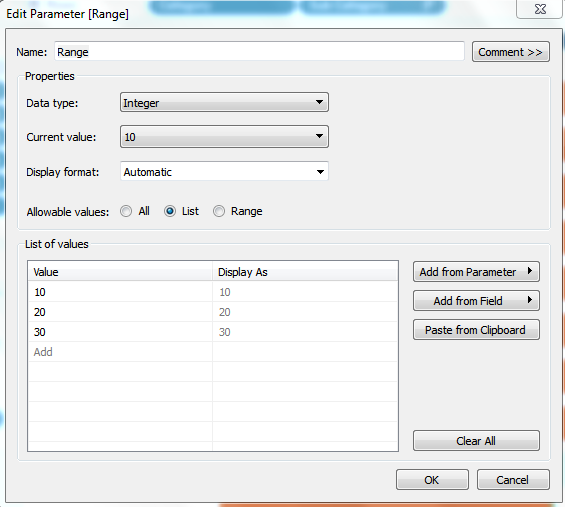 Edit Parameter [Range]
Name: Range Comment >>
Properties
Data type: Integer
Current value: 10
Display format: Automatic
Allowable values: All List Range
List of values
Value Display As
10 10
20 20
30 30
Add
Add from Parameter
Add from Field
Paste from Clipboard
Clear All
OK Cancel